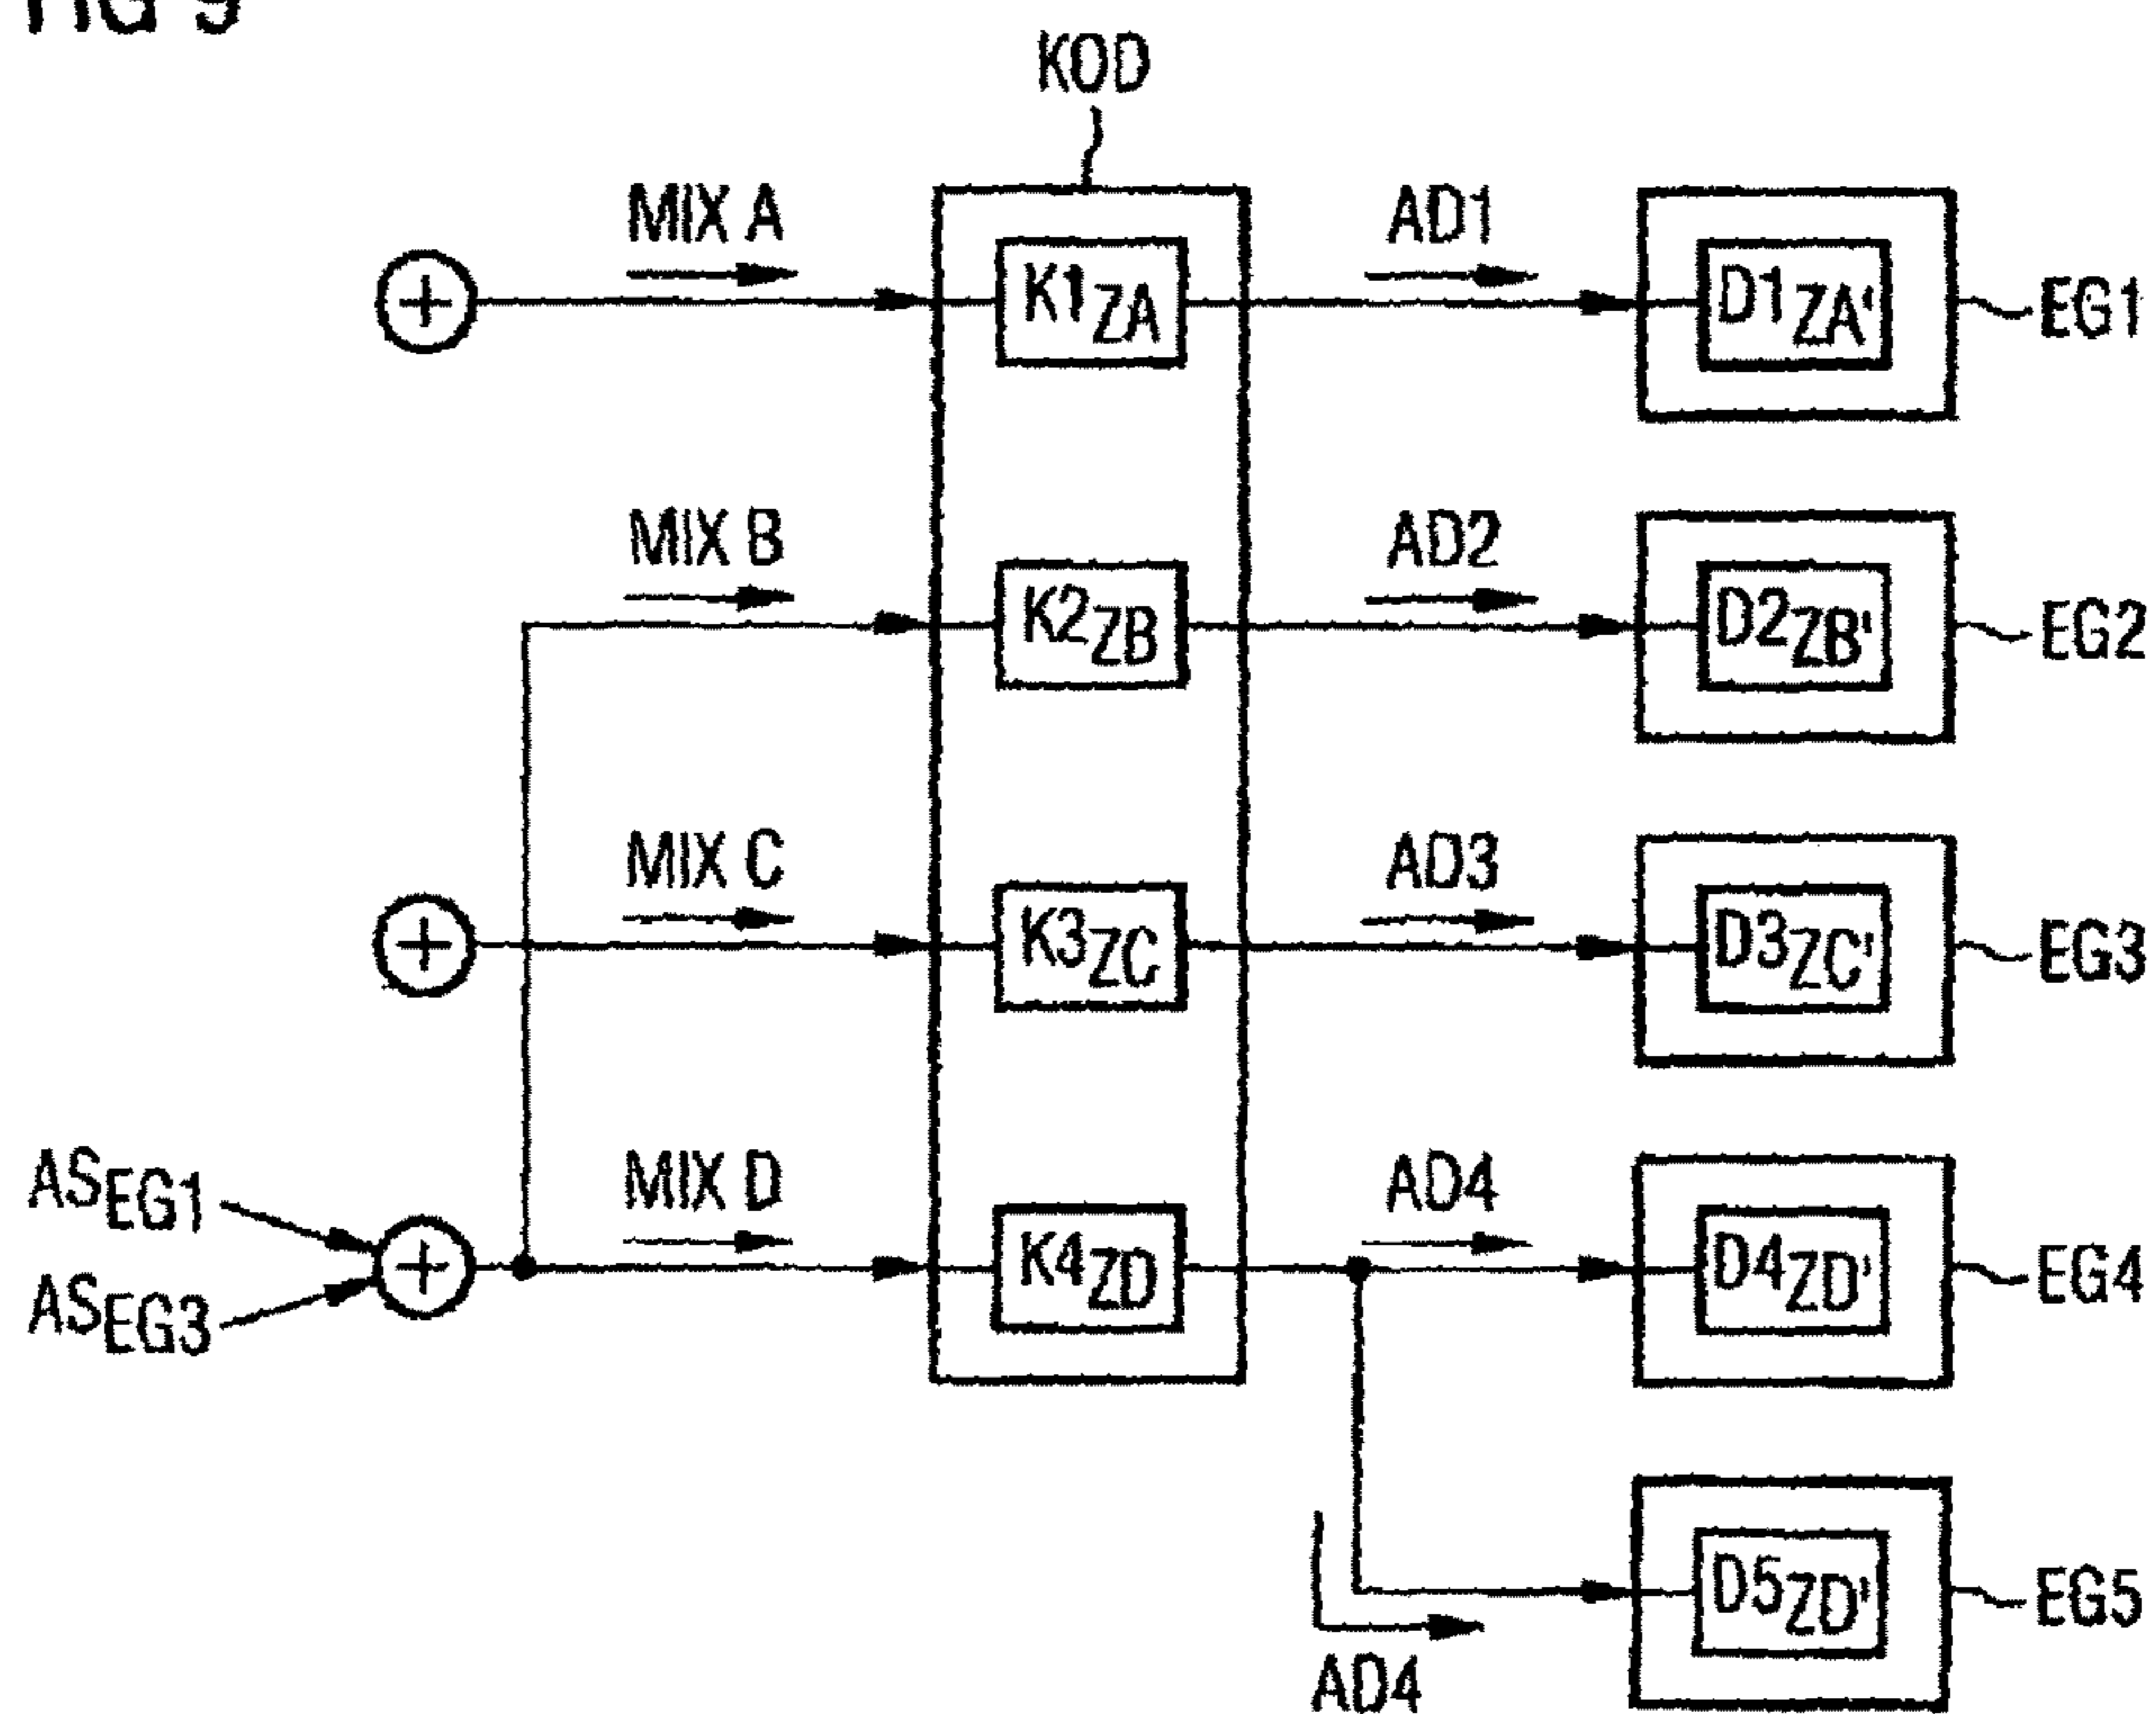 FIG 9
KOD
MIX A
AD1
K1ZA
D1ZA'
EG1
MIX B
AD2
K2ZB
D2ZB'
EG2
MIX C
AD3
K3ZC
D3ZC'
EG3
MIX D
AD4
ASEG1
ASEG3
K4ZD
D4ZD'
EG4
D5ZD'
EG5
AD4